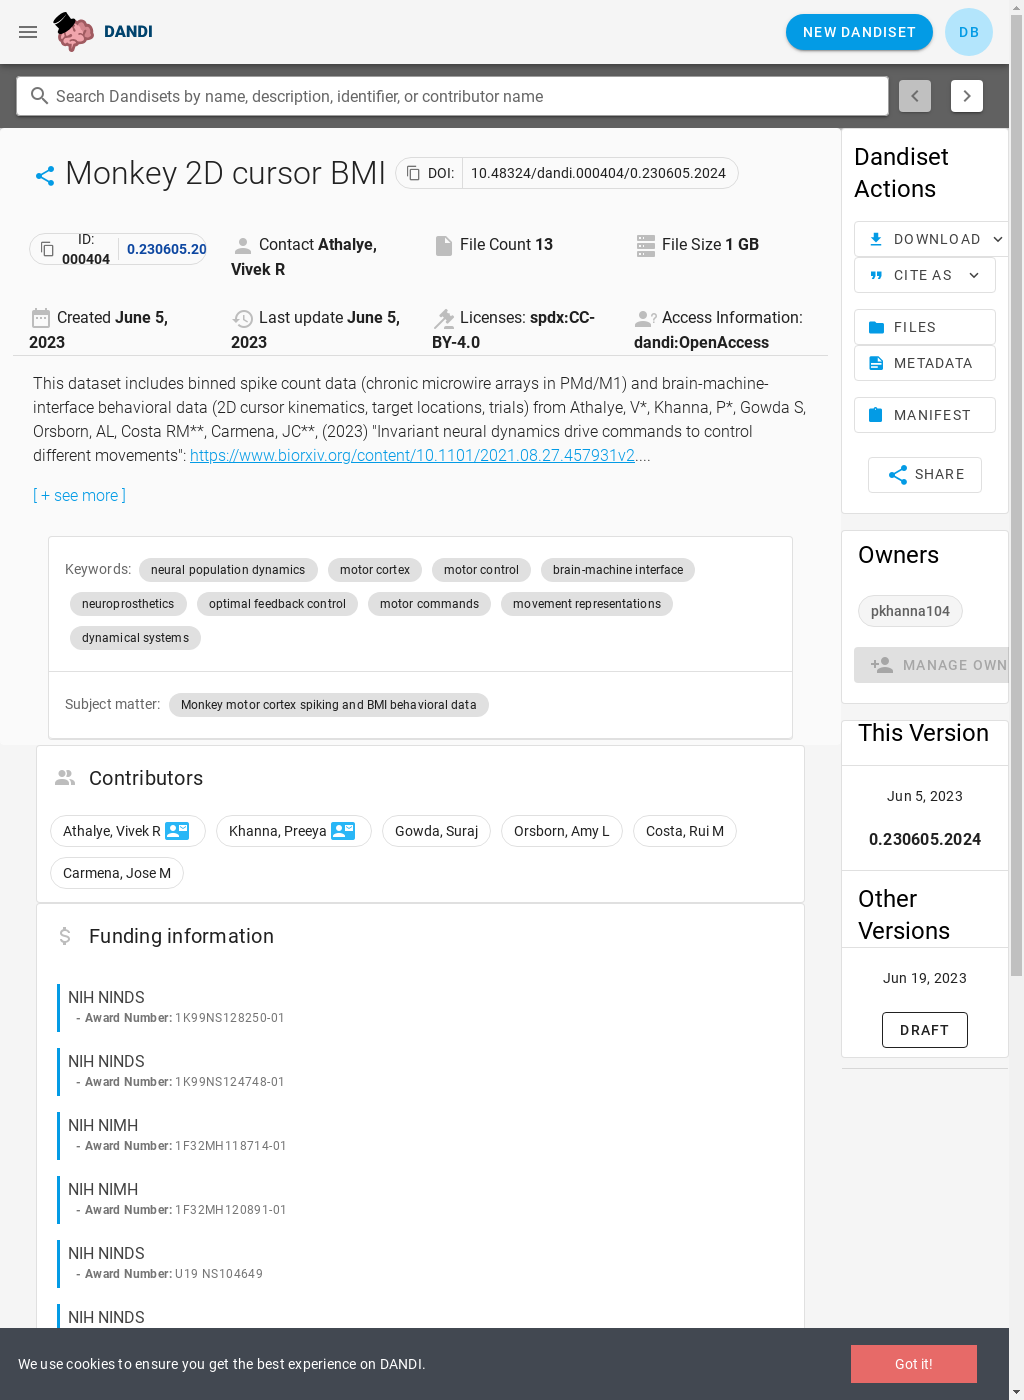 DANDI
NEW DANDISET
DB
Search Dandisets by name, description, identifier, or contributor name
Monkey 2D cursor BMI
DOI: 10.48324/dandi.000404/0.230605.2024
ID: 000404 0.230605.20
Contact Athalye, Vivek R
File Count 13
File Size 1 GB
Created June 5, 2023
Last update June 5, 2023
Licenses: spdx:CC-BY-4.0
Access Information: dandi:OpenAccess
This dataset includes binned spike count data (chronic microwire arrays in PMd/M1) and brain-machine-
interface behavioral data (2D cursor kinematics, target locations, trials) from Athalye, V*, Khanna, P*, Gowda S,
Orsborn, AL, Costa RM**, Carmena, JC**, (2023) "Invariant neural dynamics drive commands to control
different movements": https://www.biorxiv.org/content/10.1101/2021.08.27.457931v2....
[ + see more ]
Keywords: neural population dynamics motor cortex motor control brain-machine interface
neuroprosthetics optimal feedback control motor commands movement representations
dynamical systems
Subject matter: Monkey motor cortex spiking and BMI behavioral data
Contributors
Athalye, Vivek R Khanna, Preeya Gowda, Suraj Orsborn, Amy L Costa, Rui M
Carmena, Jose M
Funding information
NIH NINDS
- Award Number: 1K99NS128250-01
NIH NINDS
- Award Number: 1K99NS124748-01
NIH NIMH
- Award Number: 1F32MH118714-01
NIH NIMH
- Award Number: 1F32MH120891-01
NIH NINDS
- Award Number: U19 NS104649
NIH NINDS
Dandiset
Actions
DOWNLOAD
CITE AS
FILES
METADATA
MANIFEST
SHARE
Owners
pkhanna104
MANAGE OWN
This Version
Jun 5, 2023
0.230605.2024
Other
Versions
Jun 19, 2023
DRAFT
We use cookies to ensure you get the best experience on DANDI.
Got it!